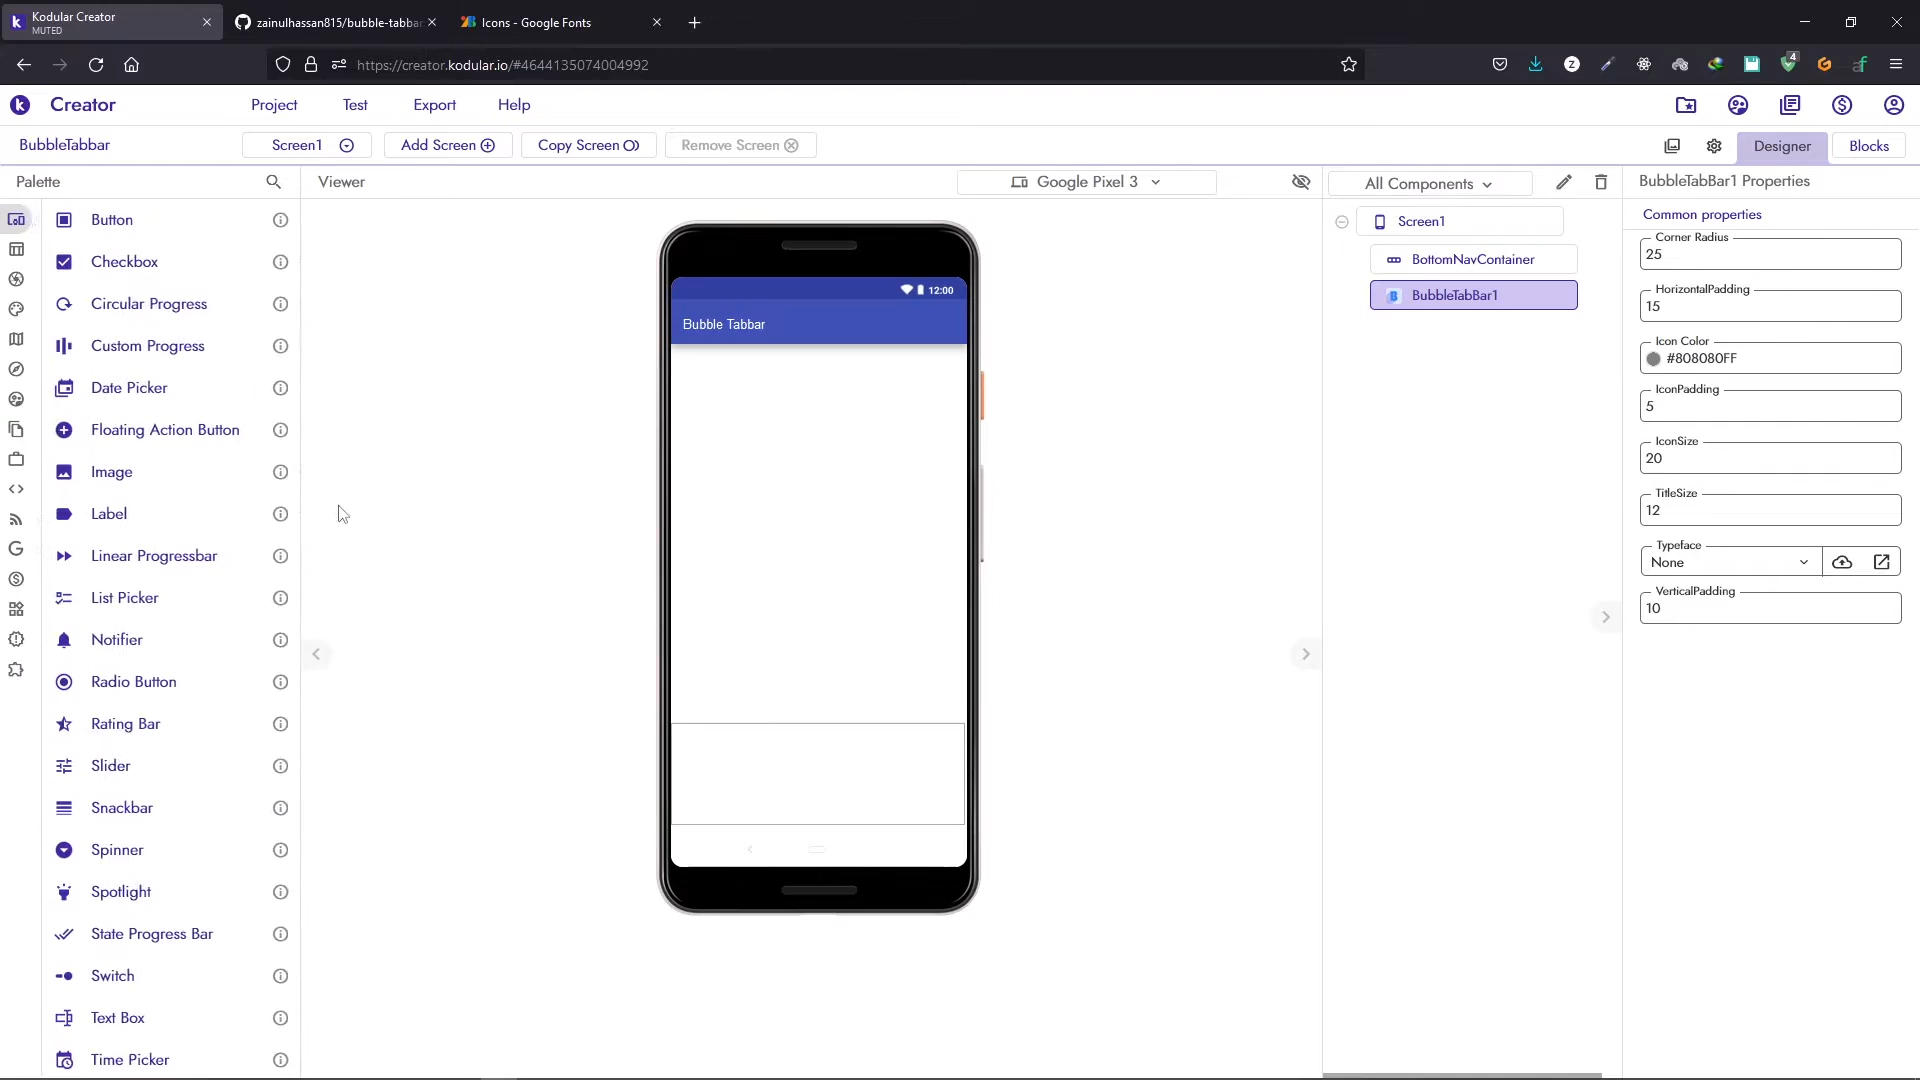 Kodular Creator
MUTED
zainulhassan815/bubble-tabbar
Icons - Google Fonts
https://creator.kodular.io/#4644135074004992
4
Creator
Project
Test
Export
Help
BubbleTabbar
Screen1
Add Screen
Copy Screen
Remove Screen
Designer
Blocks
Palette
Viewer
Google Pixel 3
All Components
BubbleTabBar1 Properties
Button
Checkbox
Circular Progress
Custom Progress
Date Picker
Floating Action Button
Image
Label
Linear Progressbar
List Picker
Notifier
Radio Button
Rating Bar
Slider
Snackbar
Spinner
Spotlight
State Progress Bar
Switch
Text Box
Time Picker
12:00
Bubble Tabbar
Screen1
BottomNavContainer
BubbleTabBar1
Common properties
Corner Radius
25
HorizontalPadding
15
Icon Color
#808080FF
IconPadding
5
IconSize
20
TitleSize
12
Typeface
None
VerticalPadding
10